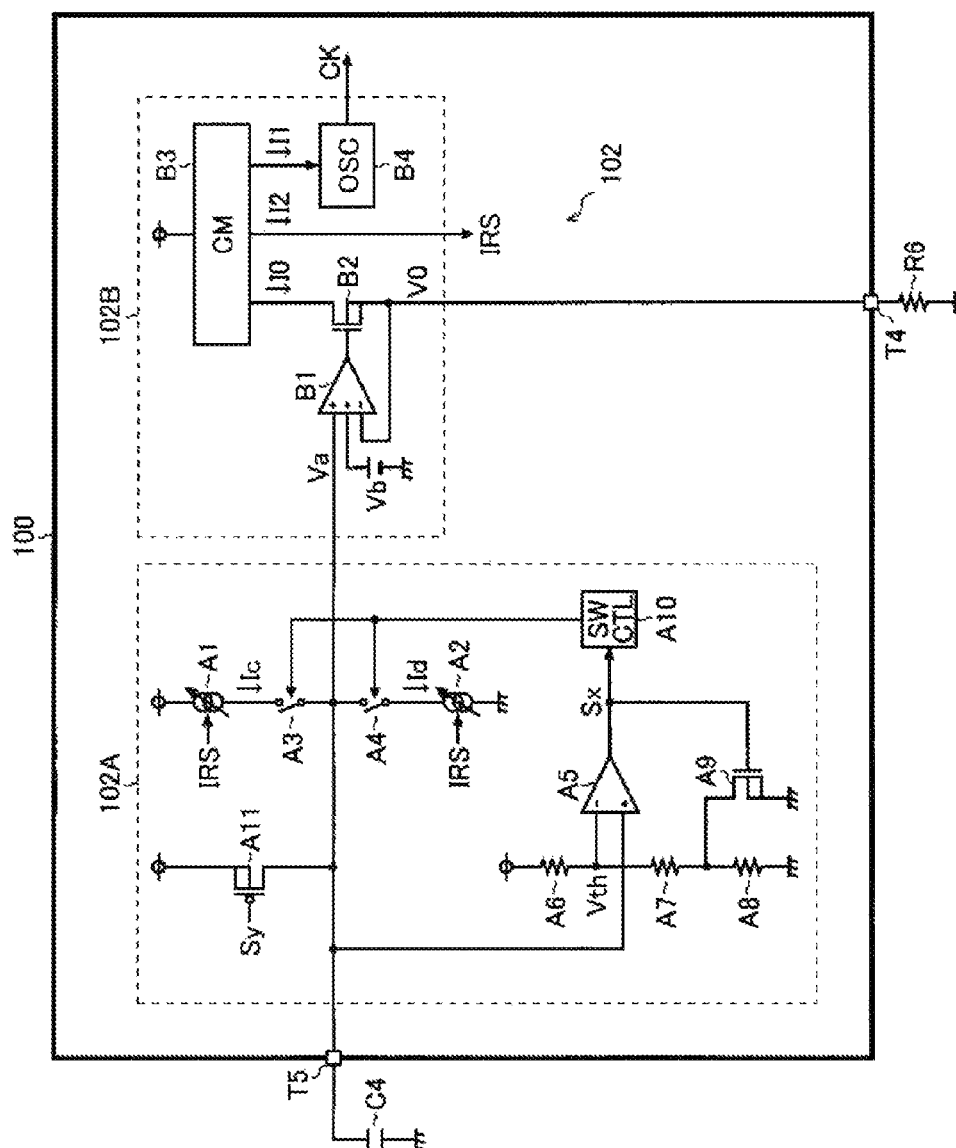 100
102A
102B
102
A1
IRS
↓Ic
A3
A4
↓Id
A2
IRS
A11
Sy
A5
Sx
SW
CTL
A10
A6
Vth
A7
A8
A9
T5
C4
Va
Vb
B1
B2
B3
CM
↓I0
↓I2
↓I1
OSC
B4
CK
IRS
V0
T4
R6